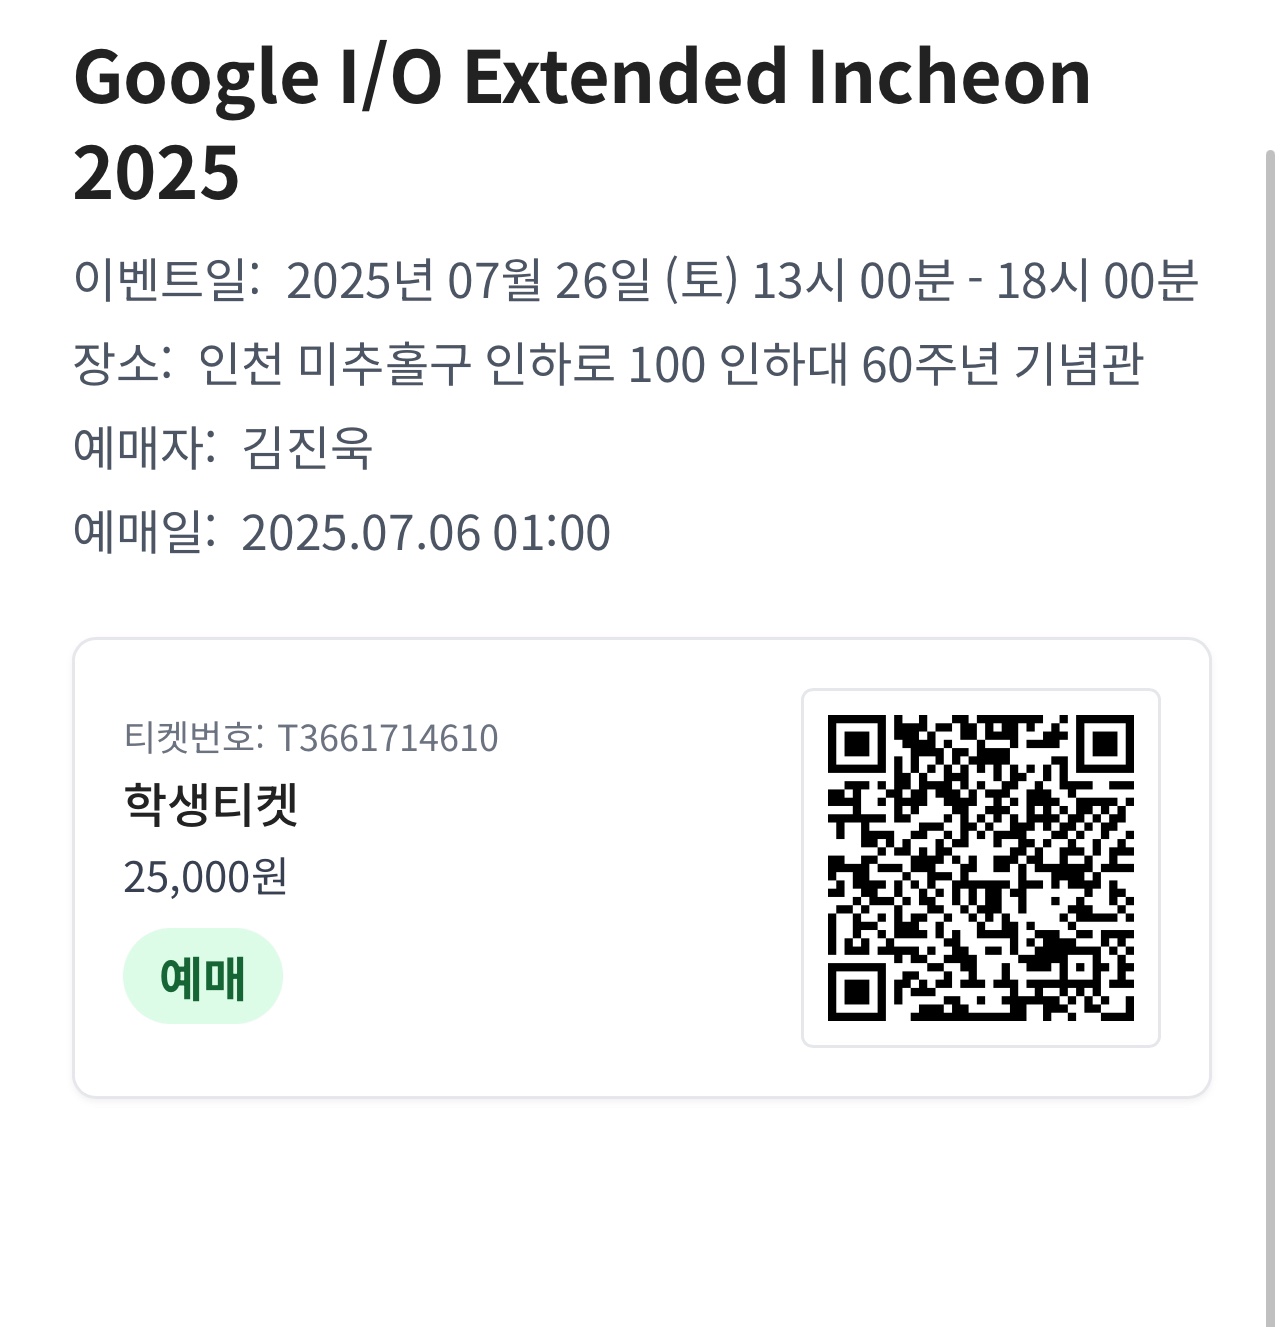 Google I/O Extended Incheon
2025
이벤트일: 2025년 07월 26일 (토) 13시 00분 - 18시 00분
장소: 인천 미추홀구 인하로 100 인하대 60주년 기념관
예매자: 김진욱
예매일: 2025.07.06 01:00
티켓번호: T3661714610
학생티켓
25,000원
예매